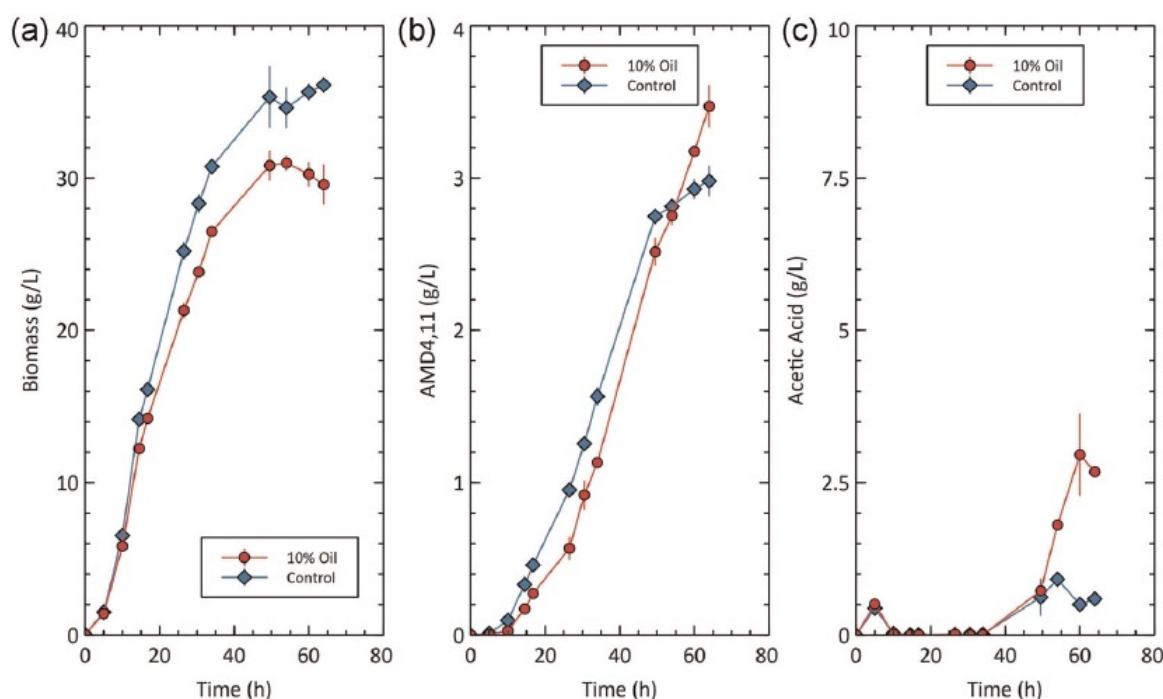 (a)
40
30
20
10
0
Biomass (g/L)
10% Oil
Control
0 20 40 60 80
Time (h)
(b)
4
3
2
1
0
AMD4,11 (g/L)
10% Oil
Control
0 20 40 60 80
Time (h)
(c)
10
7.5
5
2.5
0
Acetic Acid (g/L)
10% Oil
Control
0 20 40 60 80
Time (h)